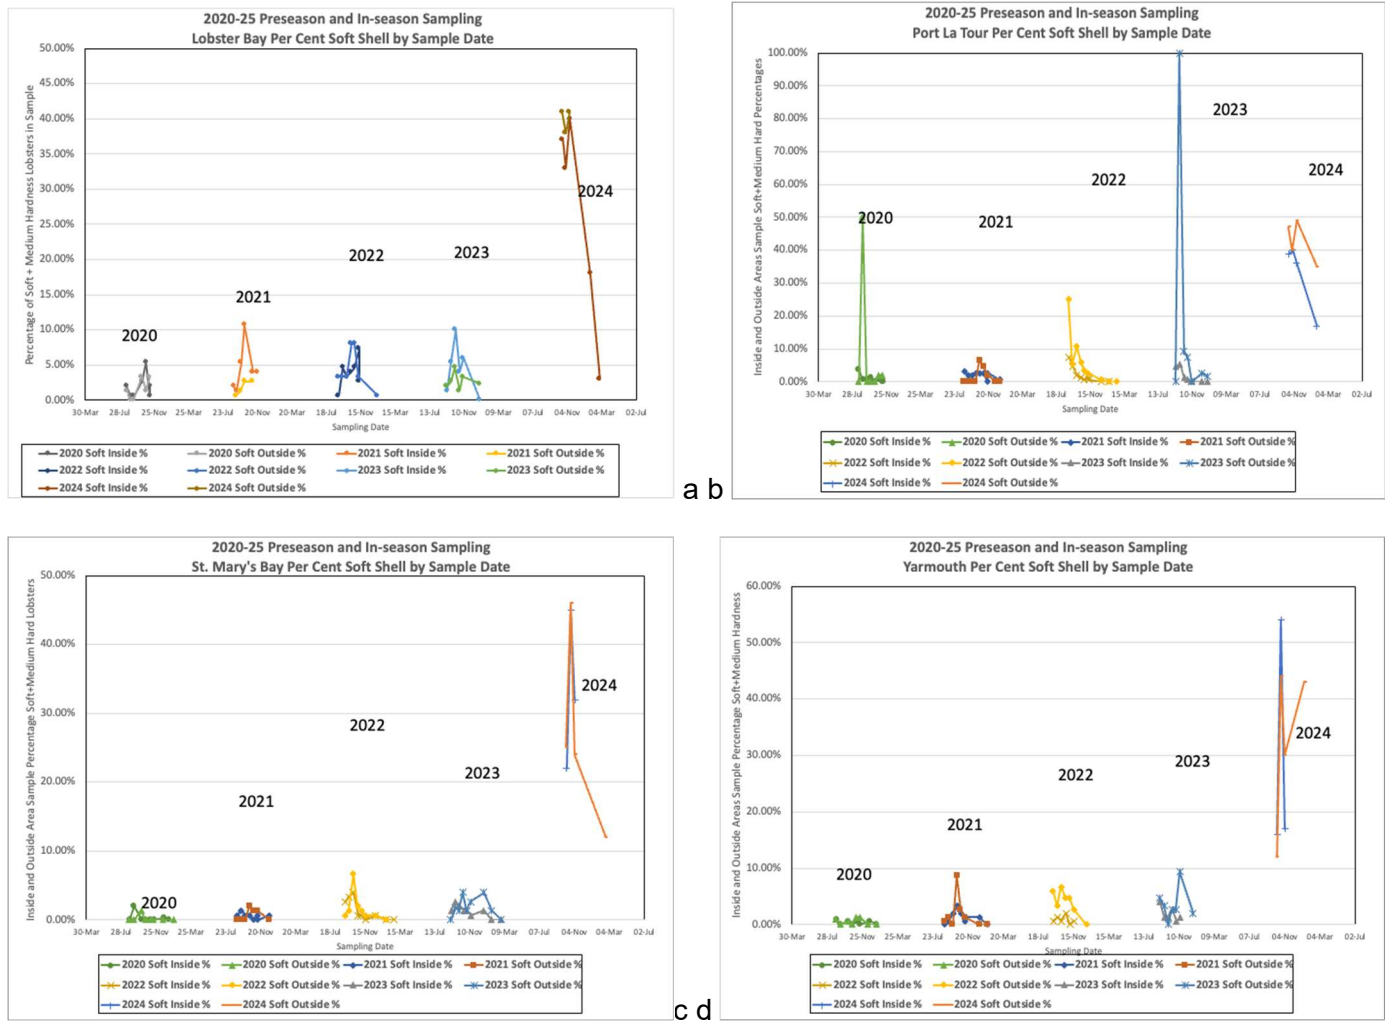 2020-25 Preseason and In-season Sampling
Lobster Bay Per Cent Soft Shell by Sample Date
Percentage of Soft + Medium Hardness Lobsters in Sample
50.00%
45.00%
40.00%
35.00%
30.00%
25.00%
20.00%
15.00%
10.00%
5.00%
0.00%
2020
2021
2022
2023
2024
30-Mar 28-Jul 25-Nov 25-Mar 23-Jul 20-Nov 20-Mar 18-Jul 15-Nov 15-Mar 13-Jul 10-Nov 09-Mar 07-Jul 04-Nov 04-Mar 02-Jul
Sampling Date
2020 Soft Inside % 2020 Soft Outside % 2021 Soft Inside % 2021 Soft Outside %
2022 Soft Inside % 2022 Soft Outside % 2023 Soft Inside % 2023 Soft Outside %
2024 Soft Inside % 2024 Soft Outside %
a b
2020-25 Preseason and In-season Sampling
Port La Tour Per Cent Soft Shell by Sample Date
Inside and Outside Areas Sample Soft+Medium Hard Percentages
100.00%
90.00%
80.00%
70.00%
60.00%
50.00%
40.00%
30.00%
20.00%
10.00%
0.00%
2020
2021
2022
2023
2024
30-Mar 28-Jul 25-Nov 25-Mar 23-Jul 20-Nov 20-Mar 18-Jul 15-Nov 15-Mar 13-Jul 10-Nov 09-Mar 07-Jul 04-Nov 04-Mar 02-Jul
Sampling Date
2020 Soft Inside % 2020 Soft Outside % 2021 Soft Inside % 2021 Soft Outside %
2022 Soft Inside % 2022 Soft Outside % 2023 Soft Inside % 2023 Soft Outside %
2024 Soft Inside % 2024 Soft Outside %
2020-25 Preseason and In-season Sampling
St. Mary's Bay Per Cent Soft Shell by Sample Date
Inside and Outside Area Sample Percentage Soft+Medium Hard Lobsters
50.00%
40.00%
30.00%
20.00%
10.00%
0.00%
2020
2021
2022
2023
2024
30-Mar 28-Jul 25-Nov 25-Mar 23-Jul 20-Nov 20-Mar 18-Jul 15-Nov 15-Mar 13-Jul 10-Nov 09-Mar 07-Jul 04-Nov 04-Mar 02-Jul
Sampling Date
2020 Soft Inside % 2020 Soft Outside % 2021 Soft Inside % 2021 Soft Outside %
2022 Soft Inside % 2022 Soft Outside % 2023 Soft Inside % 2023 Soft Outside %
2024 Soft Inside % 2024 Soft Outside %
c d
2020-25 Preseason and In-season Sampling
Yarmouth Per Cent Soft Shell by Sample Date
Inside and Outside Areas Sample Percentage Soft+Medium Hardness
60.00%
50.00%
40.00%
30.00%
20.00%
10.00%
0.00%
2020
2021
2022
2023
2024
30-Mar 28-Jul 25-Nov 25-Mar 23-Jul 20-Nov 20-Mar 18-Jul 15-Nov 15-Mar 13-Jul 10-Nov 09-Mar 07-Jul 04-Nov 04-Mar 02-Jul
Sampling Date
2020 Soft Inside % 2020 Soft Outside % 2021 Soft Inside % 2021 Soft Outside %
2022 Soft Inside % 2022 Soft Outside % 2023 Soft Inside % 2023 Soft Outside %
2024 Soft Inside % 2024 Soft Outside %